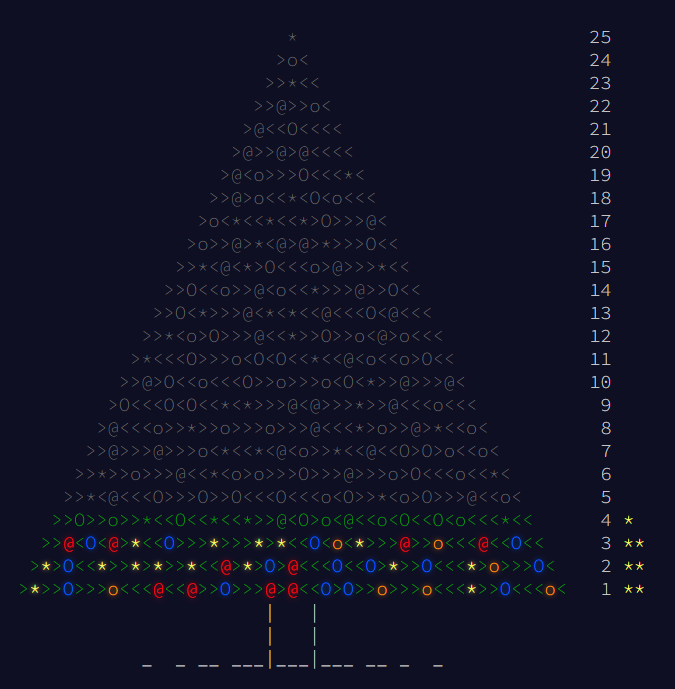 *                         25
>o<                        24
>>*<<                       23
>>@>>o<                      22
>@<<O<<<<                     21
>@>>@>@<<<<                    20
>@<o>>>O<<<*<                   19
>>@>o<<*<O<o<<<                  18
>o<*<<*<<*>O>>>@<                 17
>o>>@>*<@>@>*>>>O<<                16
>>*<@<*>O<<<o>@>>>*<<               15
>>O<<o>>@<o<<*>>>@>>O<<              14
>>O<*>>>@<*<*<<@<<<O<@<<<             13
>>*<o>O>>>@<<*>>O>>o<@>o<<<            12
>*<<<O>>>o<O<O<<*<<@<o<<o>O<<           11
>>@>O<<o<<<O>>o>>>o<O<*>>@>>>@<          10
>O<<<O<O<<*<*>>>@<@>>>*>>@<<<o<<<          9
>@<<<o>>*>>o>>>o>>>@<<<*>o>>@>*<<o<         8
>>@>>>@>>>o<*<<*<@<o>>*<<@<<O>O>o<<o<        7
>>*>>o>>>@<<*<o>o>>o<<<@>>>>o>O<<<o<<*<       6
>>*<@<<<O>>>O>o<<<O>o<O<<O>>*<o>O>>>@<<o<      5
>>O>>o>>*<<O<<*<<*>>@<O>o<@<<<O<<<O<o<<<*<<     4 *
>>@<O<@>*<<O>>>*>>>*>*<<O<o<*>>>@>>o<<<@<<O<<    3 **
>*>O<<*>>*>*>>*<<@>*>O>@<<<O<<O>*>>O<<<*>o>>>O<   2 **
>*>>O>>>o<<<@<<@>>O>>>@>@<<O>O>>o>>>o<<<*>>O<<<o<  1 **
|   |
|   |
_  _ __ ___|___|___ __ _  _